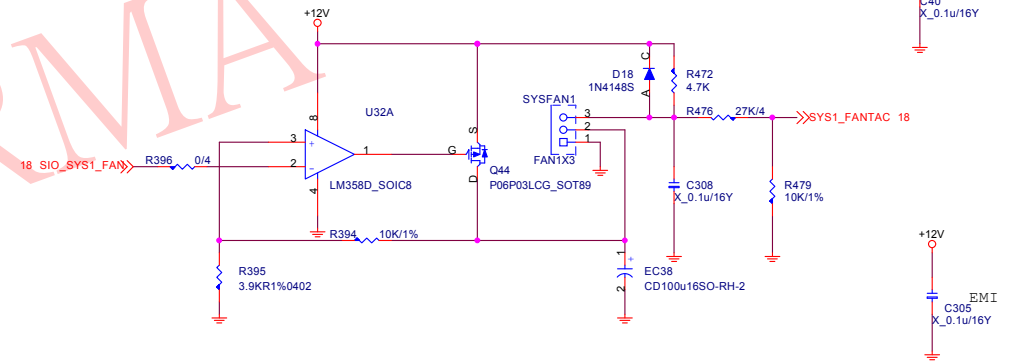 C40
X_0.1u/16Y
+12V
RMA
U32A
8
3
+
2
-
1
4
LM358D_SOIC8
18 SIO_SYS1_FAN
R396
0/4
S
G
D
Q44
P06P03LCG_SOT89
D18
1N4148S
C
A
R472
4.7K
SYSFAN1
3
2
1
FAN1X3
R476
27K/4
SYS1_FANTAC 18
C308
X_0.1u/16Y
R479
10K/1%
R394
10K/1%
R395
3.9KR1%0402
1
+
2
EC38
CD100u16SO-RH-2
+12V
EMI
C305
X_0.1u/16Y